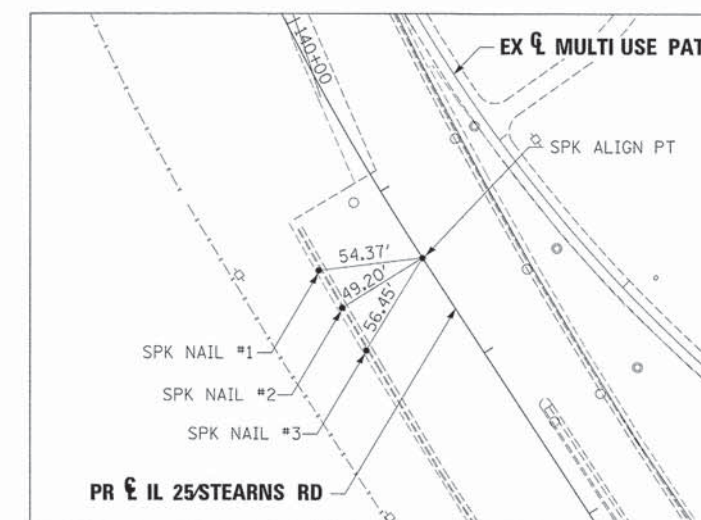 140+00
EX ℄ MULTI USE PAT
SPK ALIGN PT
54.37'
49.20'
56.45'
SPK NAIL #1
SPK NAIL #2
SPK NAIL #3
PR ℄ IL 25/STEARNS RD